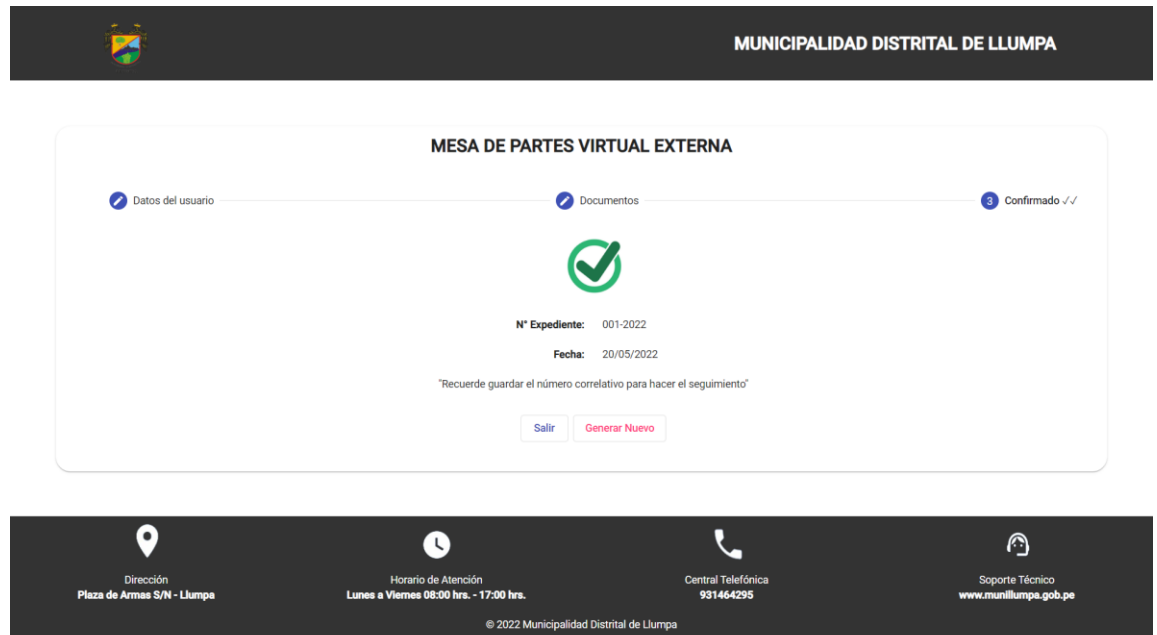 MUNICIPALIDAD DISTRITAL DE LLUMPA
MESA DE PARTES VIRTUAL EXTERNA
Datos del usuario
Documentos
3 Confirmado ✓✓
N° Expediente: 001-2022
Fecha: 20/05/2022
"Recuerde guardar el número correlativo para hacer el seguimiento"
Salir
Generar Nuevo
Dirección
Plaza de Armas S/N - Llumpa
Horario de Atención
Lunes a Viernes 08:00 hrs. - 17:00 hrs.
Central Telefónica
931464295
Soporte Técnico
www.munillumpa.gob.pe
© 2022 Municipalidad Distrital de Llumpa